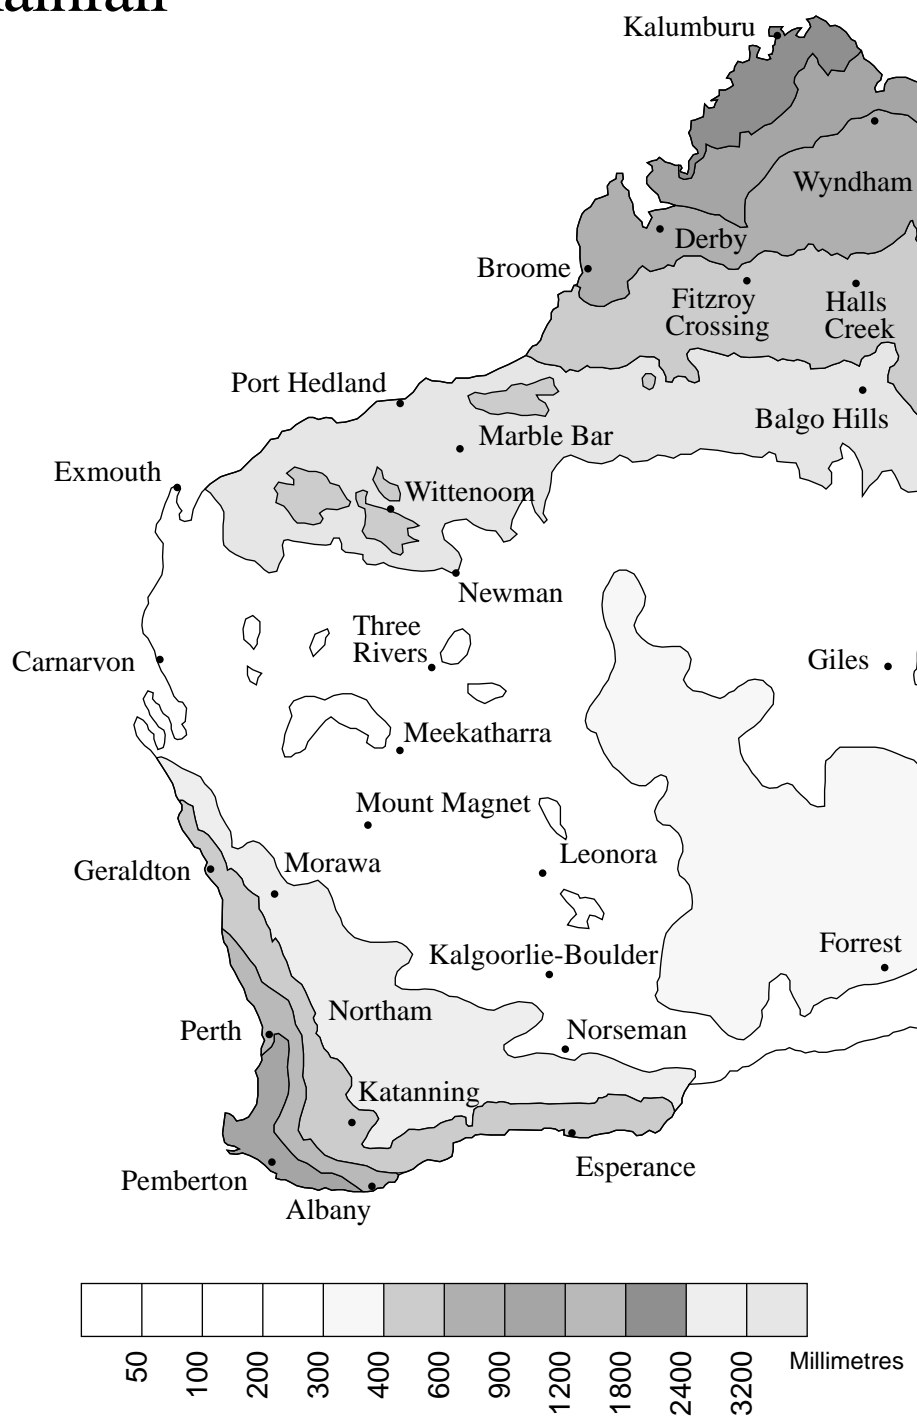 Kalumburu
Wyndham
Derby
Broome
Fitzroy
Crossing
Halls
Creek
Port Hedland
Balgo Hills
Marble Bar
Exmouth
Wittenoom
Newman
Three
Rivers
Carnarvon
Giles
Meekatharra
Mount Magnet
Leonora
Morawa
Geraldton
Forrest
Kalgoorlie-Boulder
Northam
Perth
Norseman
Katanning
Esperance
Pemberton
Albany
50 100 200 300 400 600 900 1200 1800 2400 3200 Millimetres